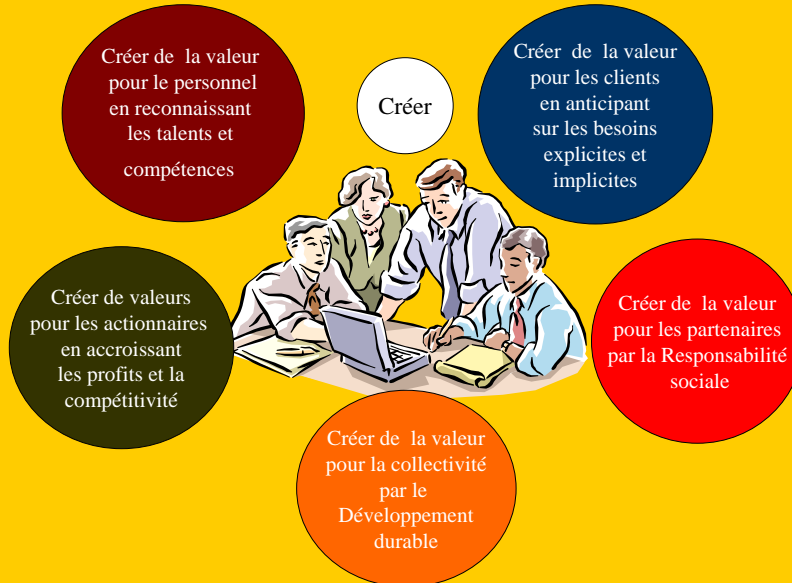 Créer de la valeur
pour le personnel
en reconnaissant
les talents et
compétences
Créer
Créer de la valeur
pour les clients
en anticipant
sur les besoins
explicites et
implicites
Créer de valeurs
pour les actionnaires
en accroissant
les profits et la
compétitivité
Créer de la valeur
pour les partenaires
par la Responsabilité
sociale
Créer de la valeur
pour la collectivité
par le
Développement
durable